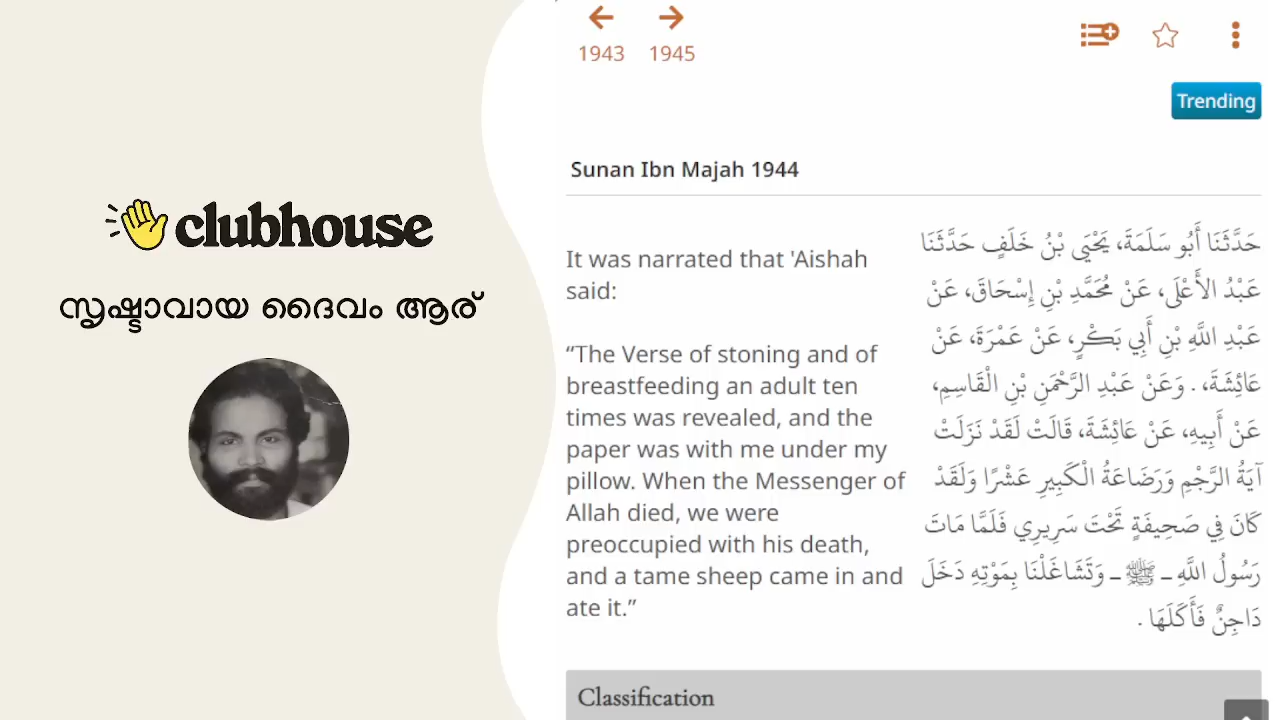 clubhouse
സൃഷ്ടാവായ ദൈവം ആര്
1943 1945
Trending
Sunan Ibn Majah 1944
It was narrated that 'Aishah
said:
“The Verse of stoning and of
breastfeeding an adult ten
times was revealed, and the
paper was with me under my
pillow. When the Messenger of
Allah died, we were
preoccupied with his death,
and a tame sheep came in and
ate it.”
حَدَّثَنَا أَبُو سَلَمَةَ، يَحْيَى بْنُ خَلَفٍ حَدَّثَنَا
عَبْدُ الأَعْلَى، عَنْ مُحَمَّدِ بْنِ إِسْحَاقَ، عَنْ
عَبْدِ اللَّهِ بْنِ أَبِي بَكْرٍ، عَنْ عَمْرَةَ، عَنْ
عَائِشَةَ، . وَعَنْ عَبْدِ الرَّحْمَنِ بْنِ الْقَاسِمِ،
عَنْ أَبِيهِ، عَنْ عَائِشَةَ، قَالَتْ لَقَدْ نَزَلَتْ
آيَةُ الرَّجْمِ وَرَضَاعَةُ الْكَبِيرِ عَشْرًا وَلَقَدْ
كَانَ فِي صَحِيفَةٍ تَحْتَ سَرِيرِي فَلَمَّا مَاتَ
رَسُولُ اللَّهِ ـ ﷺ ـ وَتَشَاغَلْنَا بِمَوْتِهِ دَخَلَ
دَاجِنٌ فَأَكَلَهَا .
Classification